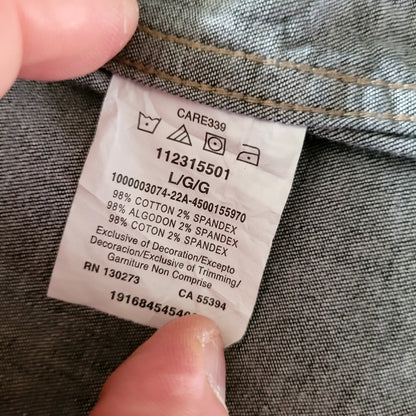 CARE339
112315501
L/G/G
1000003074-22A-4500155970
98% COTTON 2% SPANDEX
98% ALGODON 2% SPANDEX
98% COTON 2% SPANDEX
Exclusive of Decoration/Excepto
Decoracion/Exclusive of Trimming/
Garniture Non Comprise
RN 130273 CA 55394